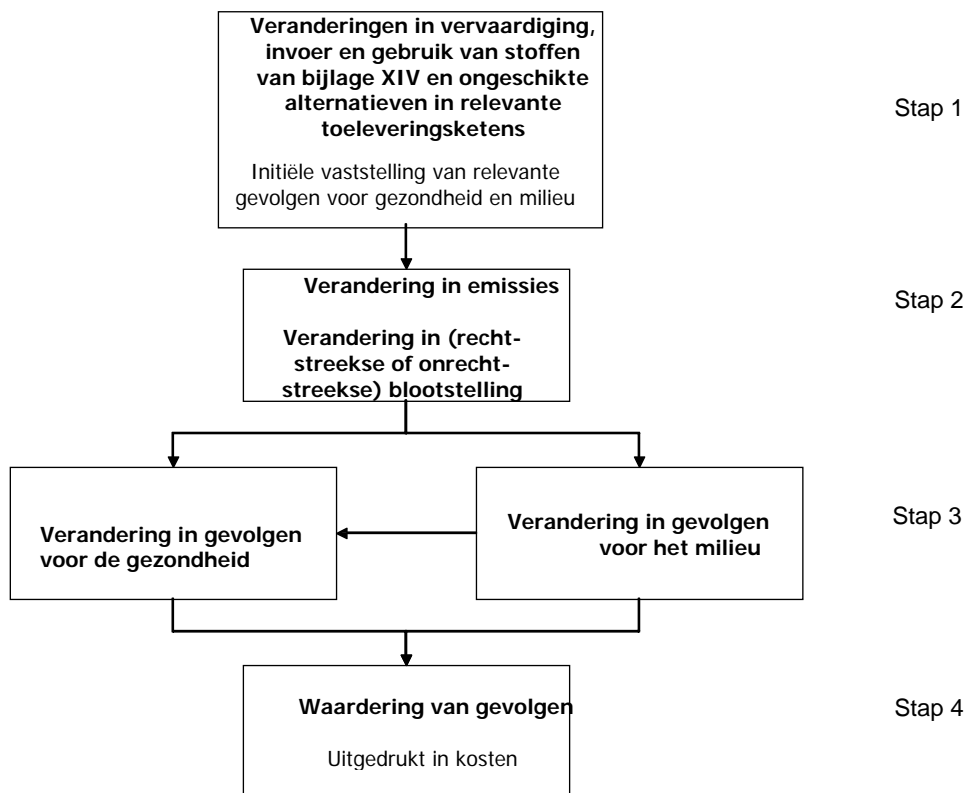 Veranderingen in vervaardiging,
invoer en gebruik van stoffen
van bijlage XIV en ongeschikte
alternatieven in relevante
toeleveringsketens
Initiële vaststelling van relevante
gevolgen voor gezondheid en milieu
Stap 1
Verandering in emissies
Verandering in (recht-
streekse of onrecht-
streekse) blootstelling
Stap 2
Verandering in gevolgen
voor de gezondheid
Verandering in gevolgen
voor het milieu
Stap 3
Waardering van gevolgen
Uitgedrukt in kosten
Stap 4